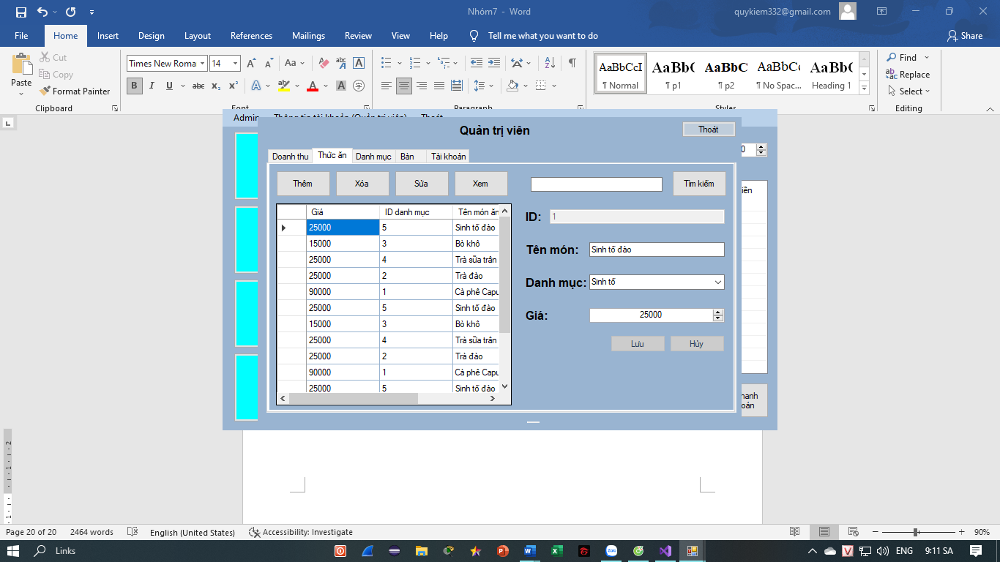 Nhóm7 - Word
quykiem332@gmail.com
File Home Insert Design Layout References Mailings Review View Help Tell me what you want to do Share
Paste
Cut
Copy
Format Painter
Clipboard
Times New Roma 14
Font
Paragraph
AaBbCcI AaBbC AaBbC AaBbCc AaBbC
¶ Normal ¶ p1 ¶ p2 ¶ No Spac... Heading 1
Styles
Find
Replace
Select
Editing
Admin Thông tin tài khoản (Quản trị viên) Thoát
Quản trị viên
Thoát
Doanh thu Thức ăn Danh mục Bàn Tài khoản
Thêm Xóa Sửa Xem Tìm kiếm
Giá ID danh mục Tên món ăn
25000 5 Sinh tố đào
15000 3 Bò khô
25000 4 Trà sữa trân
25000 2 Trà đào
90000 1 Cà phê Capu
25000 5 Sinh tố đào
15000 3 Bò khô
25000 4 Trà sữa trân
25000 2 Trà đào
90000 1 Cà phê Capu
25000 5 Sinh tố đào
ID: 1
Tên món: Sinh tố đào
Danh mục: Sinh tố
Giá: 25000
Lưu Hủy
0
iền
hanh
oán
Page 20 of 20 2464 words English (United States) Accessibility: Investigate 90%
Links ENG 9:11 SA